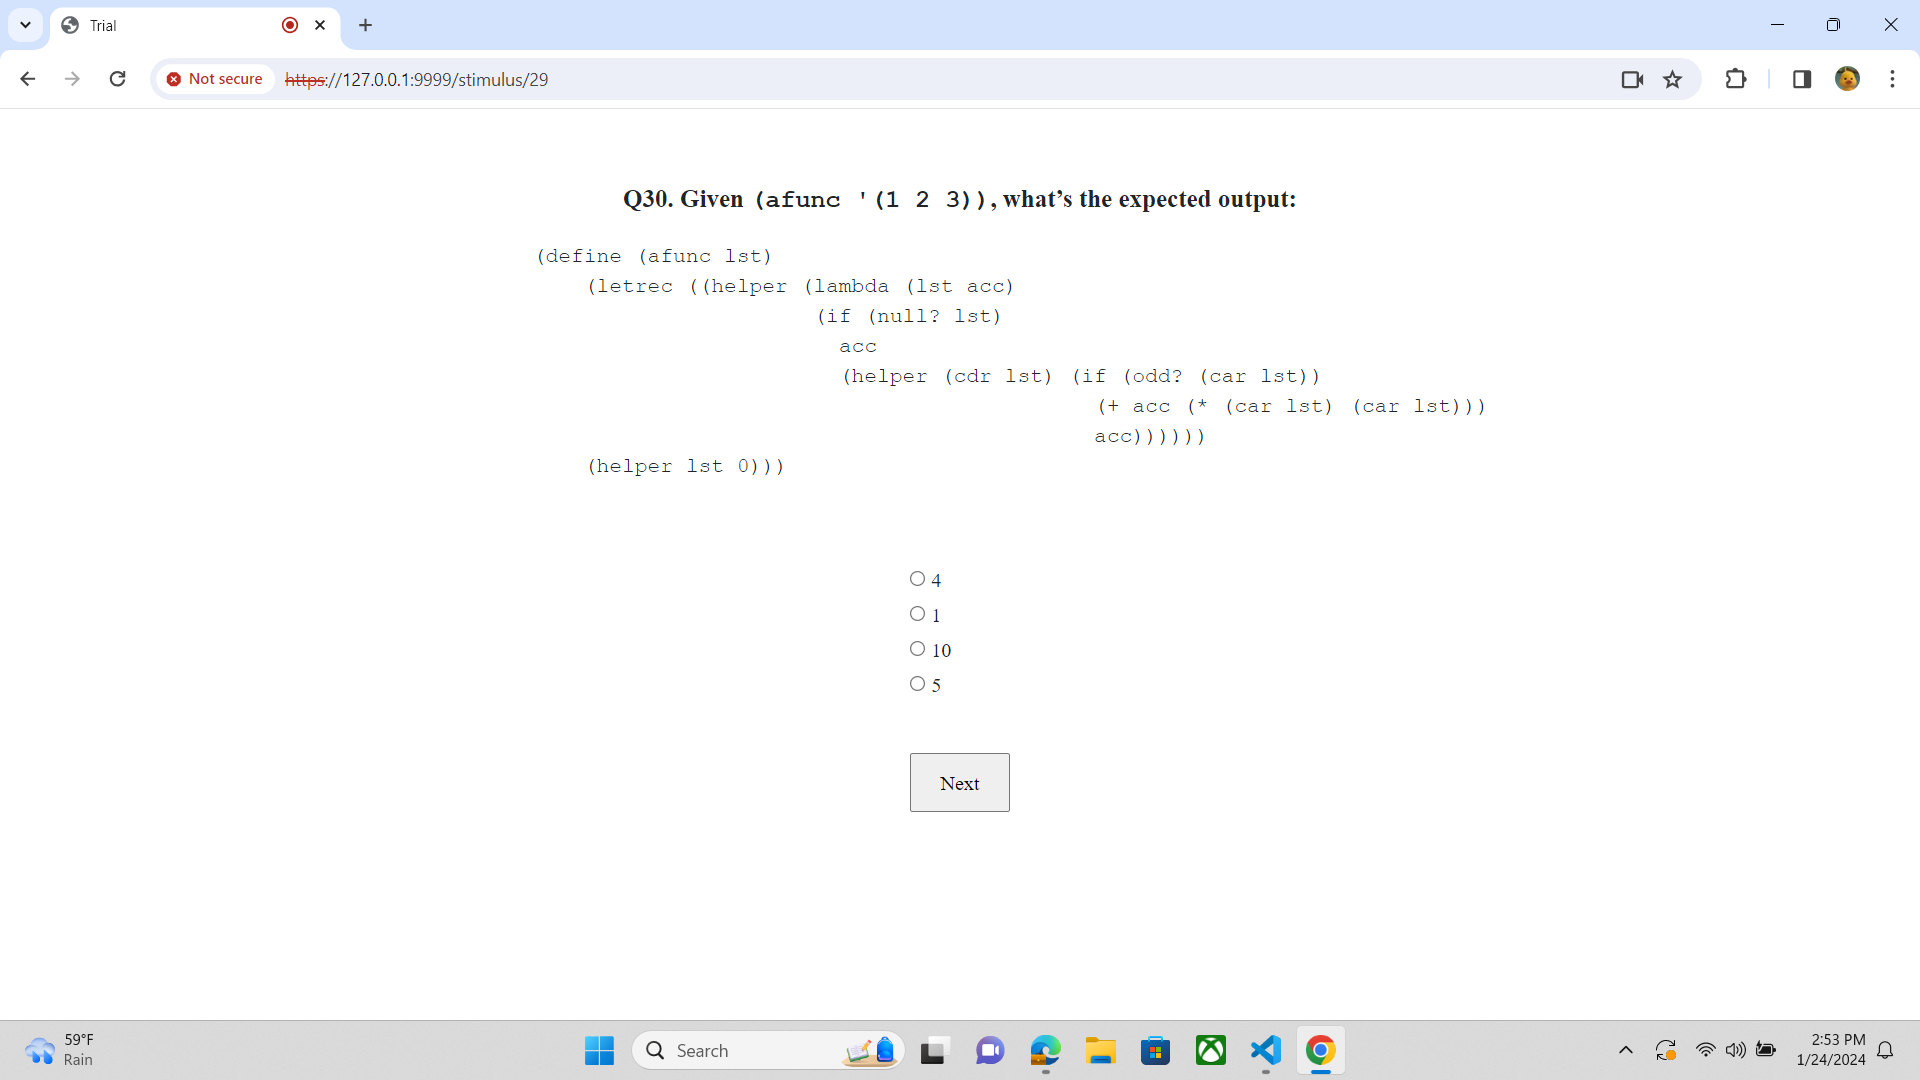 Trial
Not secure
https://127.0.0.1:9999/stimulus/29
Q30. Given (afunc '(1 2 3)), what’s the expected output:
(define (afunc lst)
(letrec ((helper (lambda (lst acc)
(if (null? lst)
acc
(helper (cdr lst) (if (odd? (car lst))
(+ acc (* (car lst) (car lst)))
acc))))))
(helper lst 0)))
4
1
10
5
Next
59°F
Rain
Search
2:53 PM
1/24/2024